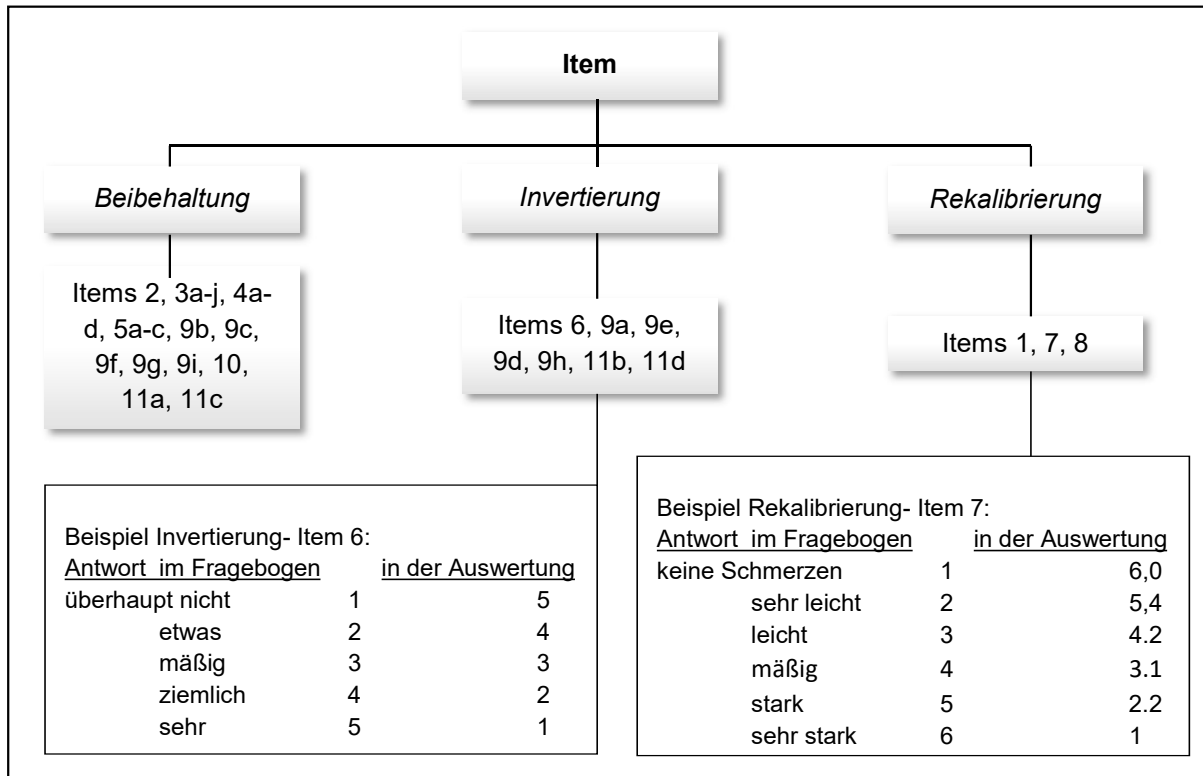 Item
Beibehaltung
Invertierung
Rekalibrierung
Items 2, 3a-j, 4a-
d, 5a-c, 9b, 9c,
9f, 9g, 9i, 10,
11a, 11c
Items 6, 9a, 9e,
9d, 9h, 11b, 11d
Items 1, 7, 8
Beispiel Invertierung- Item 6:
Antwort im Fragebogen in der Auswertung
überhaupt nicht 1 5
etwas 2 4
mäßig 3 3
ziemlich 4 2
sehr 5 1
Beispiel Rekalibrierung- Item 7:
Antwort im Fragebogen in der Auswertung
keine Schmerzen 1 6,0
sehr leicht 2 5,4
leicht 3 4.2
mäßig 4 3.1
stark 5 2.2
sehr stark 6 1